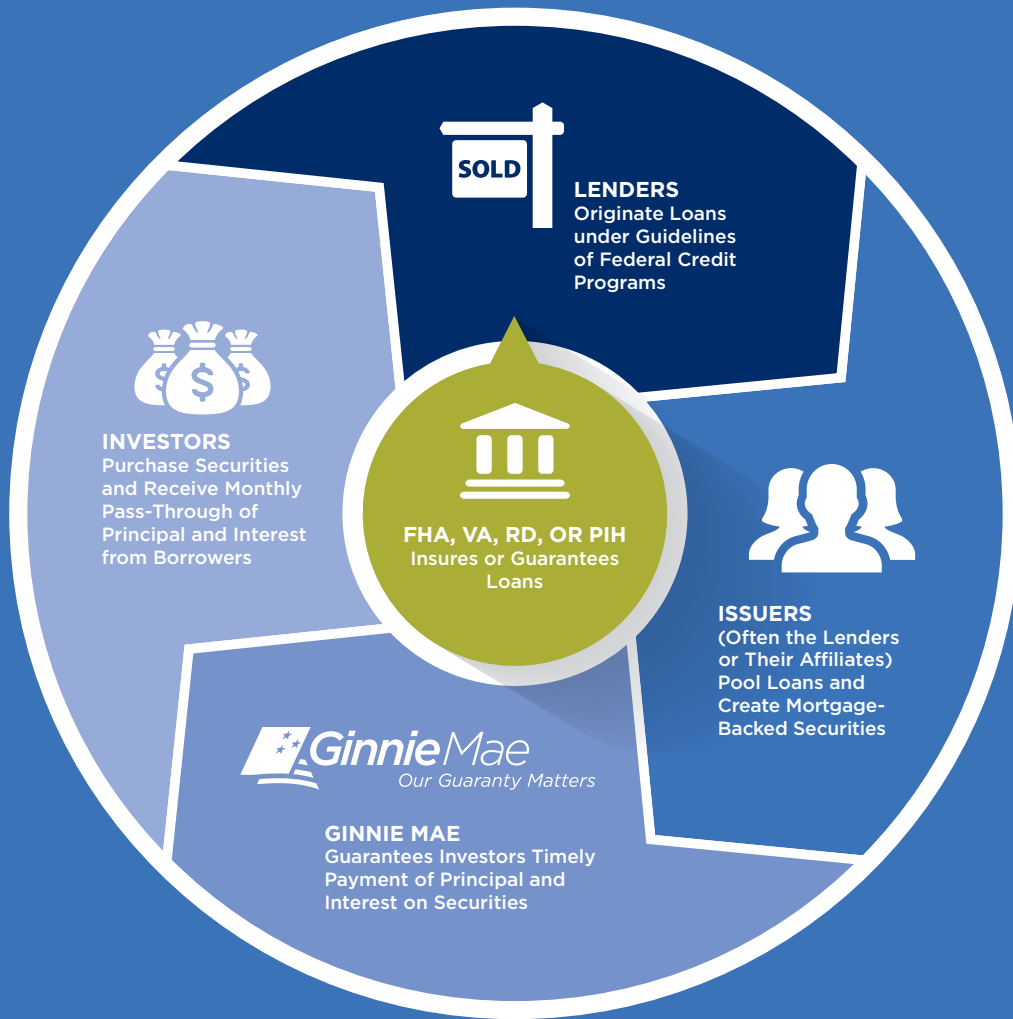 SOLD
LENDERS
Originate Loans
under Guidelines
of Federal Credit
Programs
$ $ $
INVESTORS
Purchase Securities
and Receive Monthly
Pass-Through of
Principal and Interest
from Borrowers
FHA, VA, RD, OR PIH
Insures or Guarantees
Loans
ISSUERS
(Often the Lenders
or Their Affiliates)
Pool Loans and
Create Mortgage-
Backed Securities
GinnieMae
Our Guaranty Matters
GINNIE MAE
Guarantees Investors Timely
Payment of Principal and
Interest on Securities